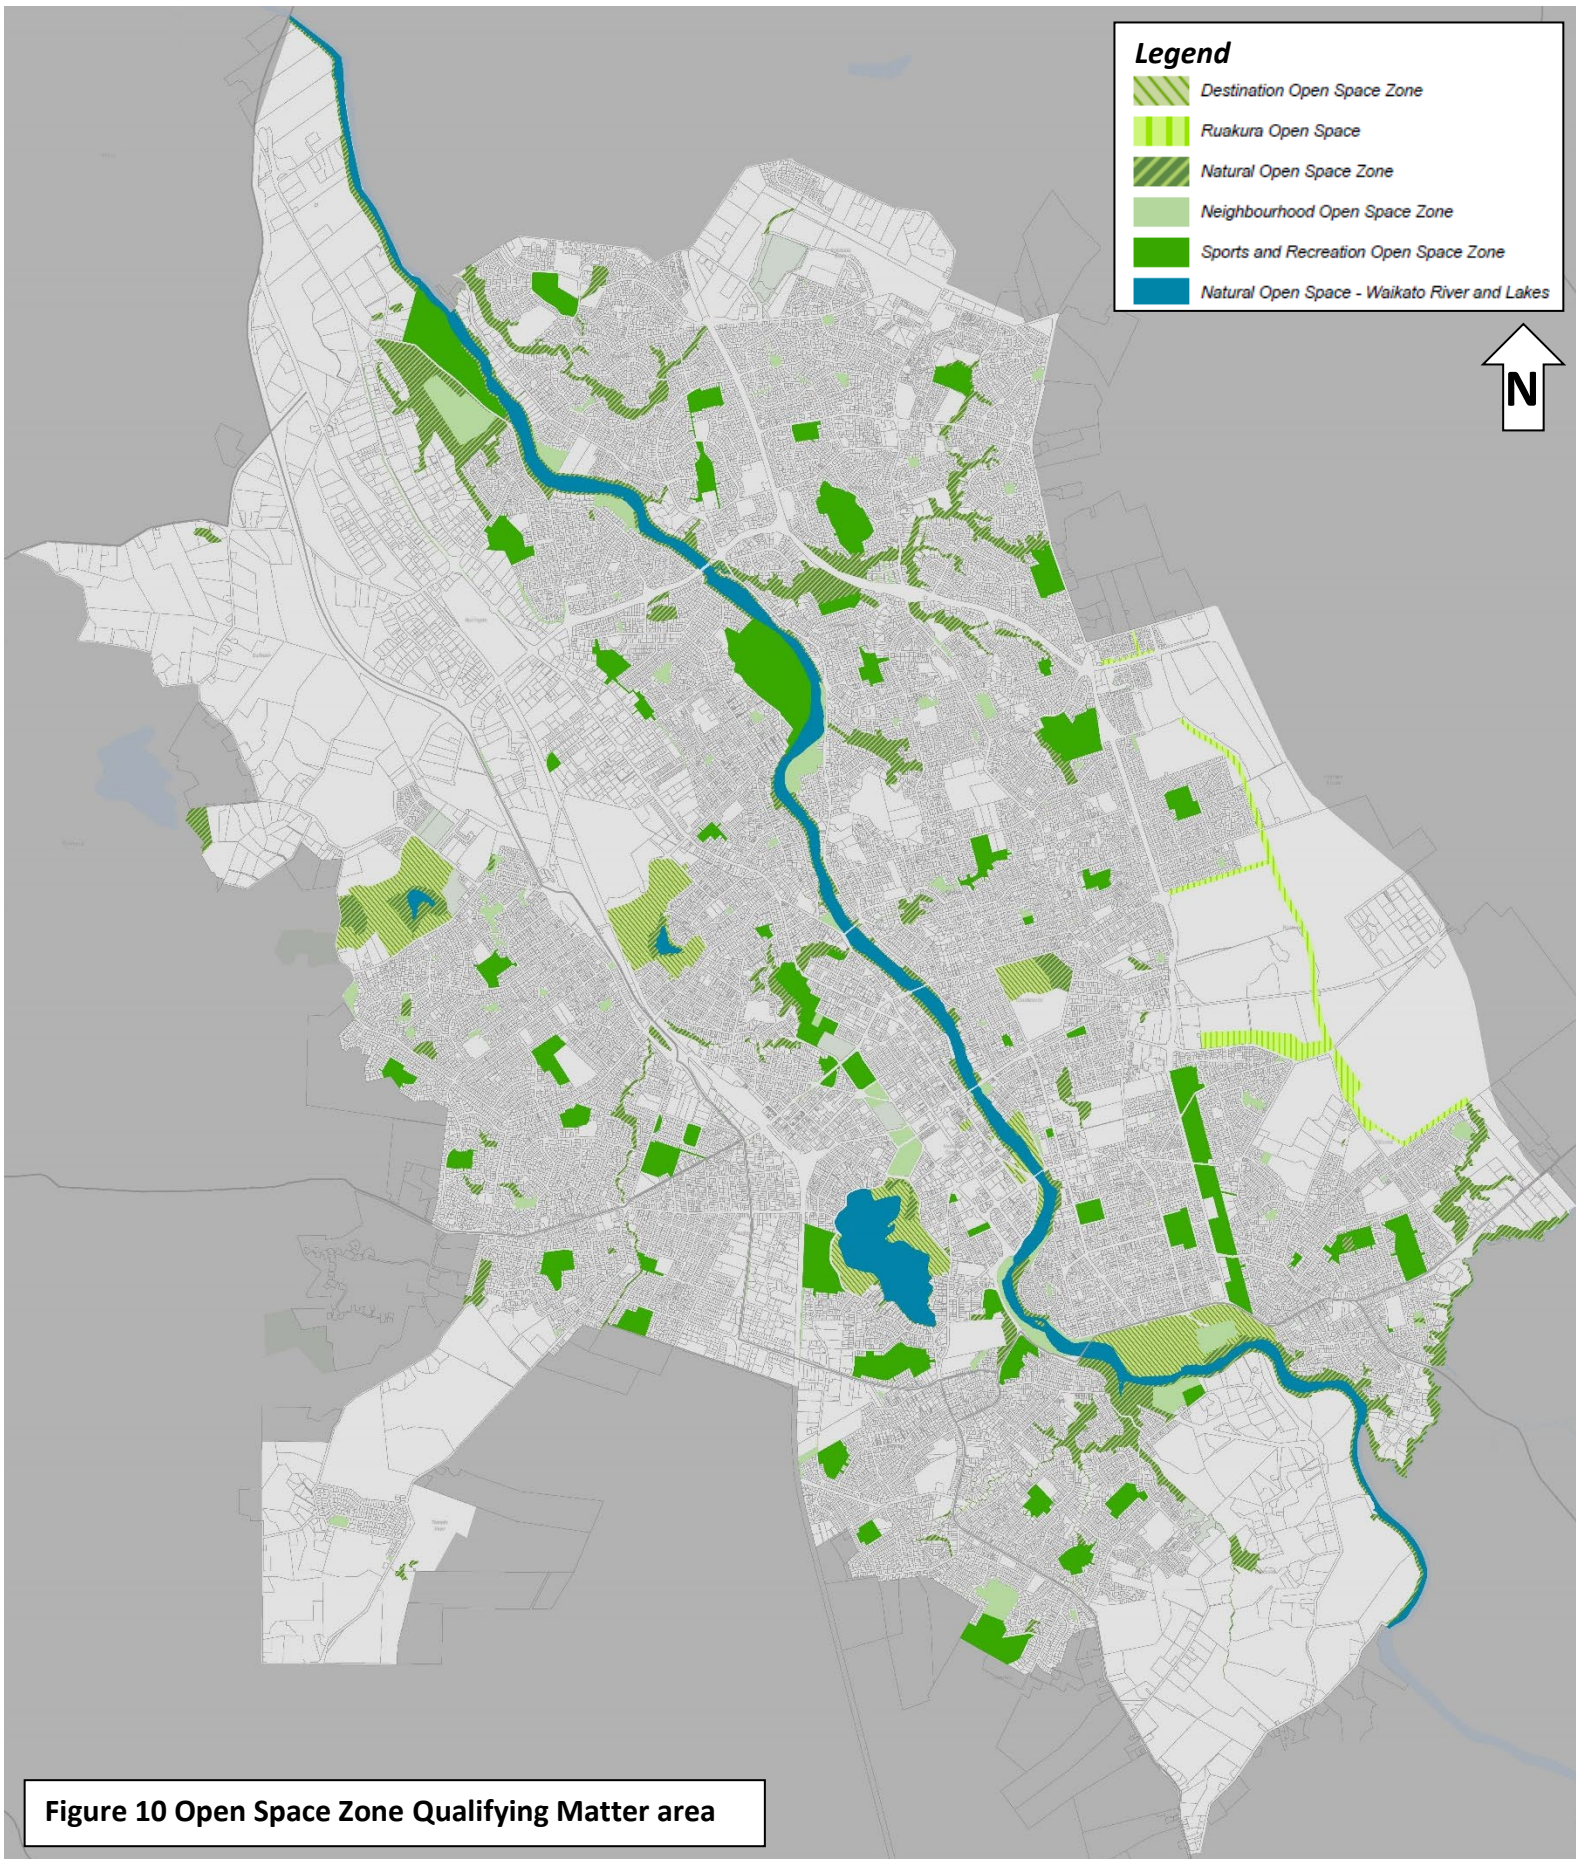 Legend
Destination Open Space Zone
Ruakura Open Space
Natural Open Space Zone
Neighbourhood Open Space Zone
Sports and Recreation Open Space Zone
Natural Open Space - Waikato River and Lakes
N
Figure 10 Open Space Zone Qualifying Matter area